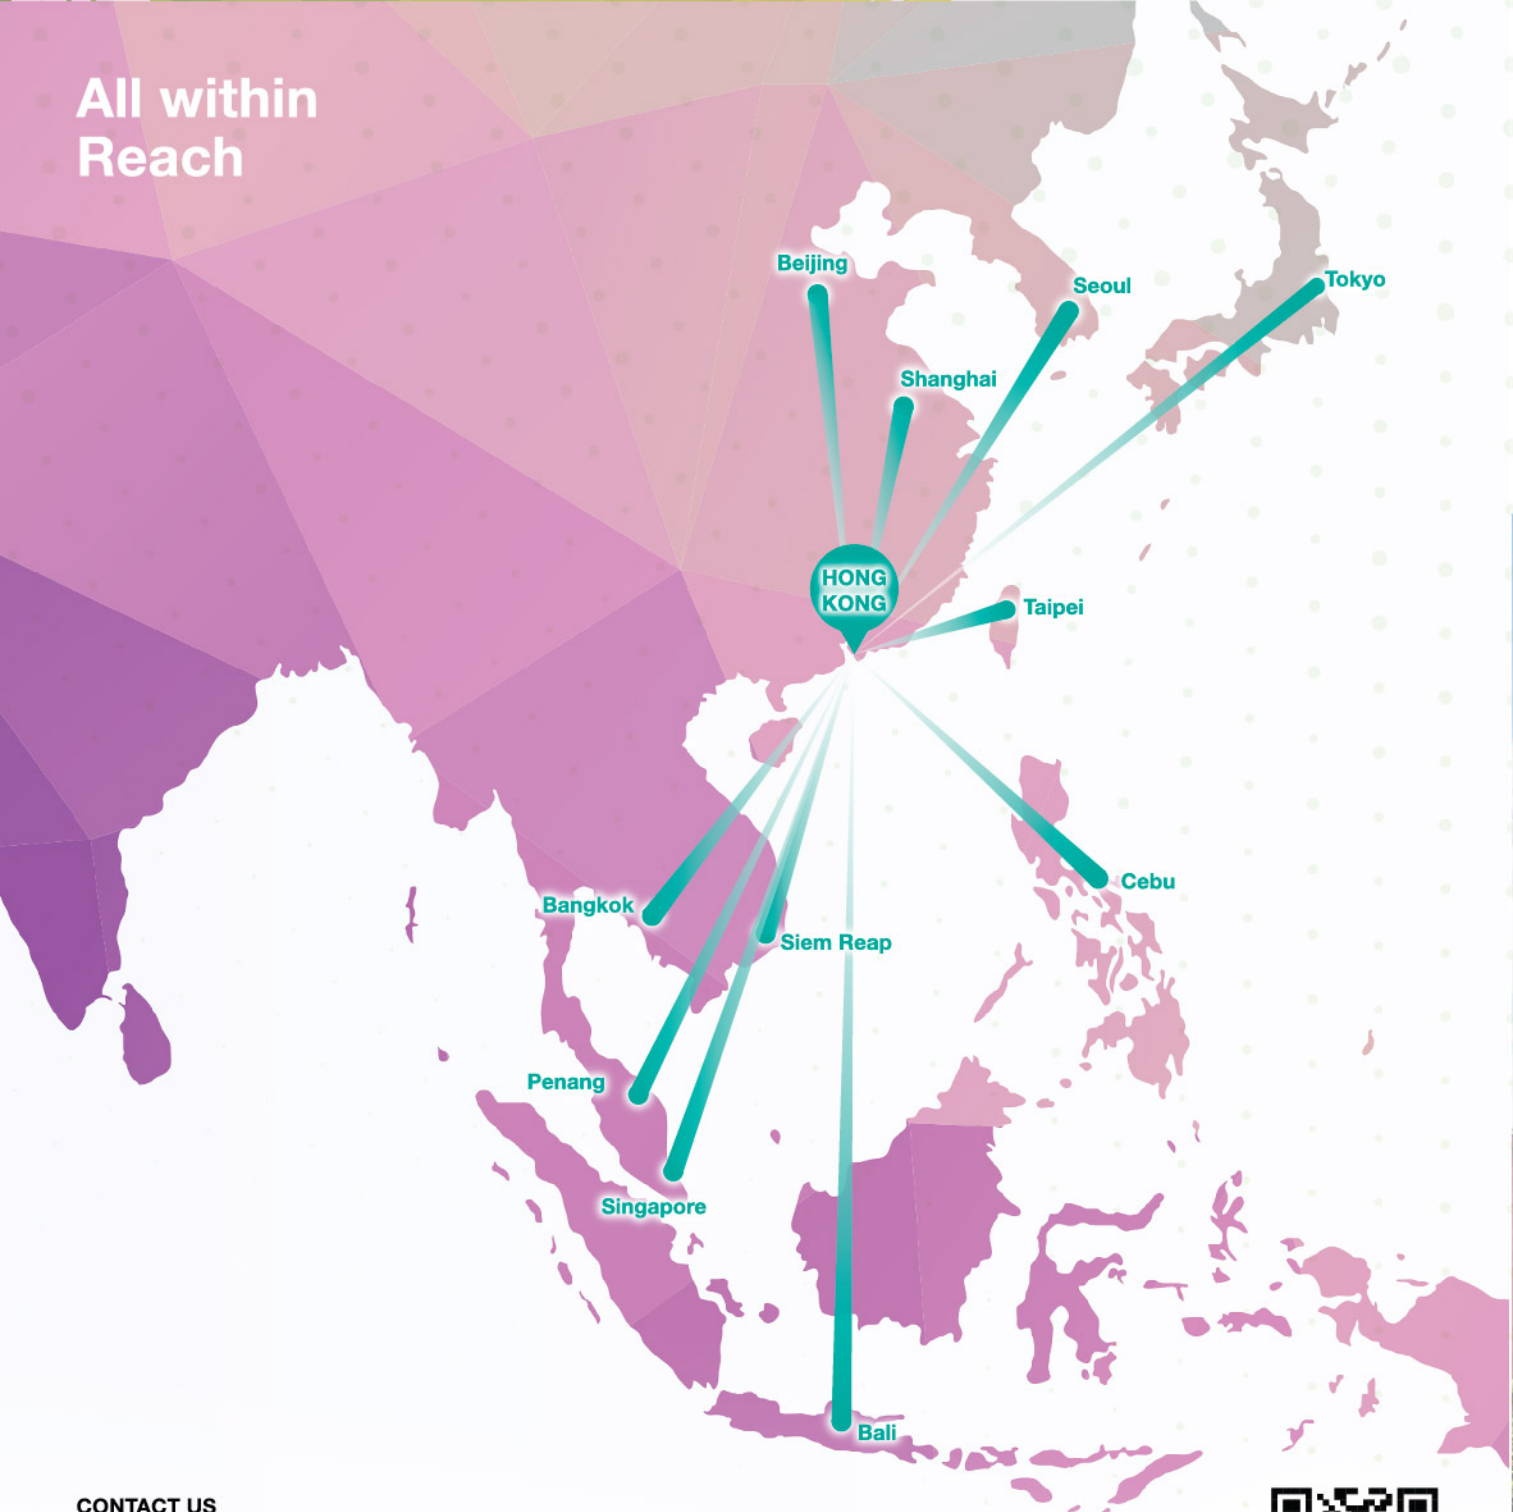 All within
Reach
Beijing
Seoul
Tokyo
Shanghai
HONG
KONG
Taipei
Cebu
Bangkok
Siem Reap
Penang
Singapore
Bali
CONTACT US